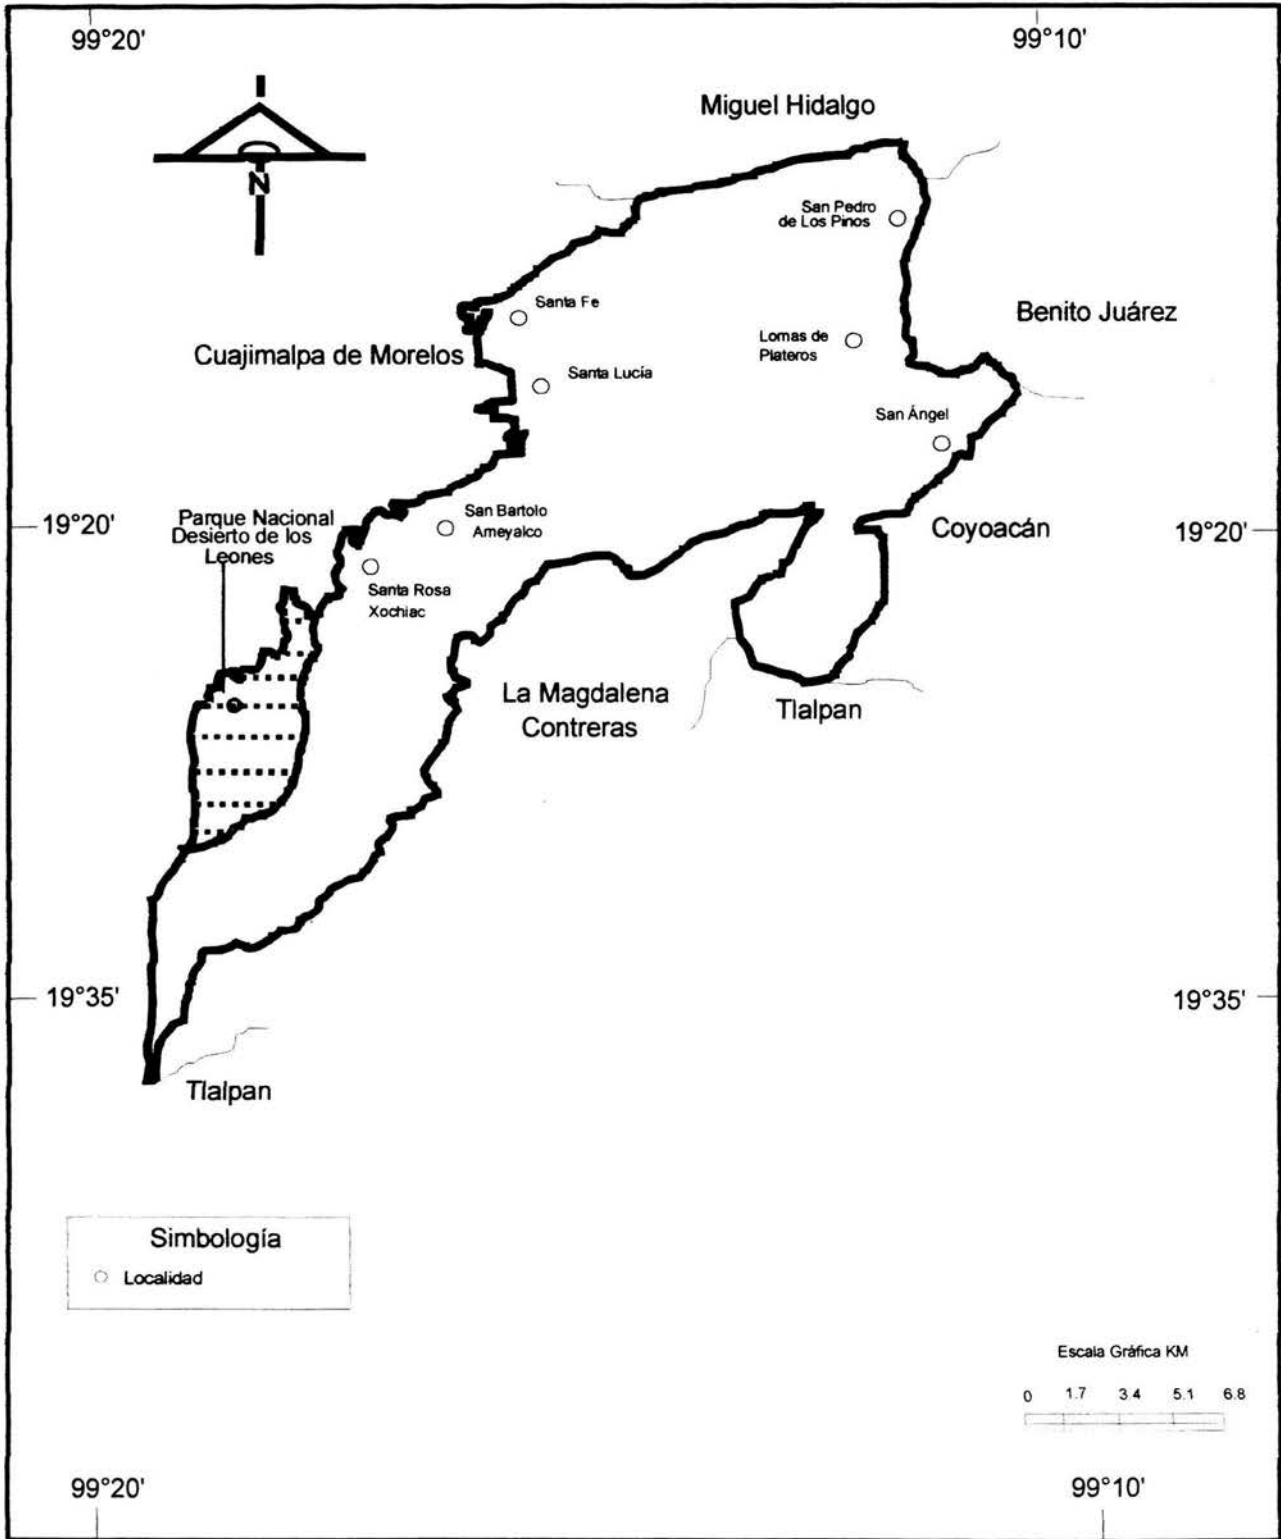 99°20'
99°10'
Miguel Hidalgo
N
San Pedro
de Los Pinos
Santa Fe
Benito Juárez
Lomas de
Plateros
Cuajimalpa de Morelos
Santa Lucía
San Ángel
San Bartolo
Ameyalco
Parque Nacional
Desierto de los
Leones
19°20'
Coyoacán
19°20'
Santa Rosa
Xochiac
La Magdalena
Contreras
Tlalpan
19°35'
19°35'
Tlalpan
Simbología
Localidad
Escala Gráfica KM
0 1.7 3.4 5.1 6.8
99°20'
99°10'